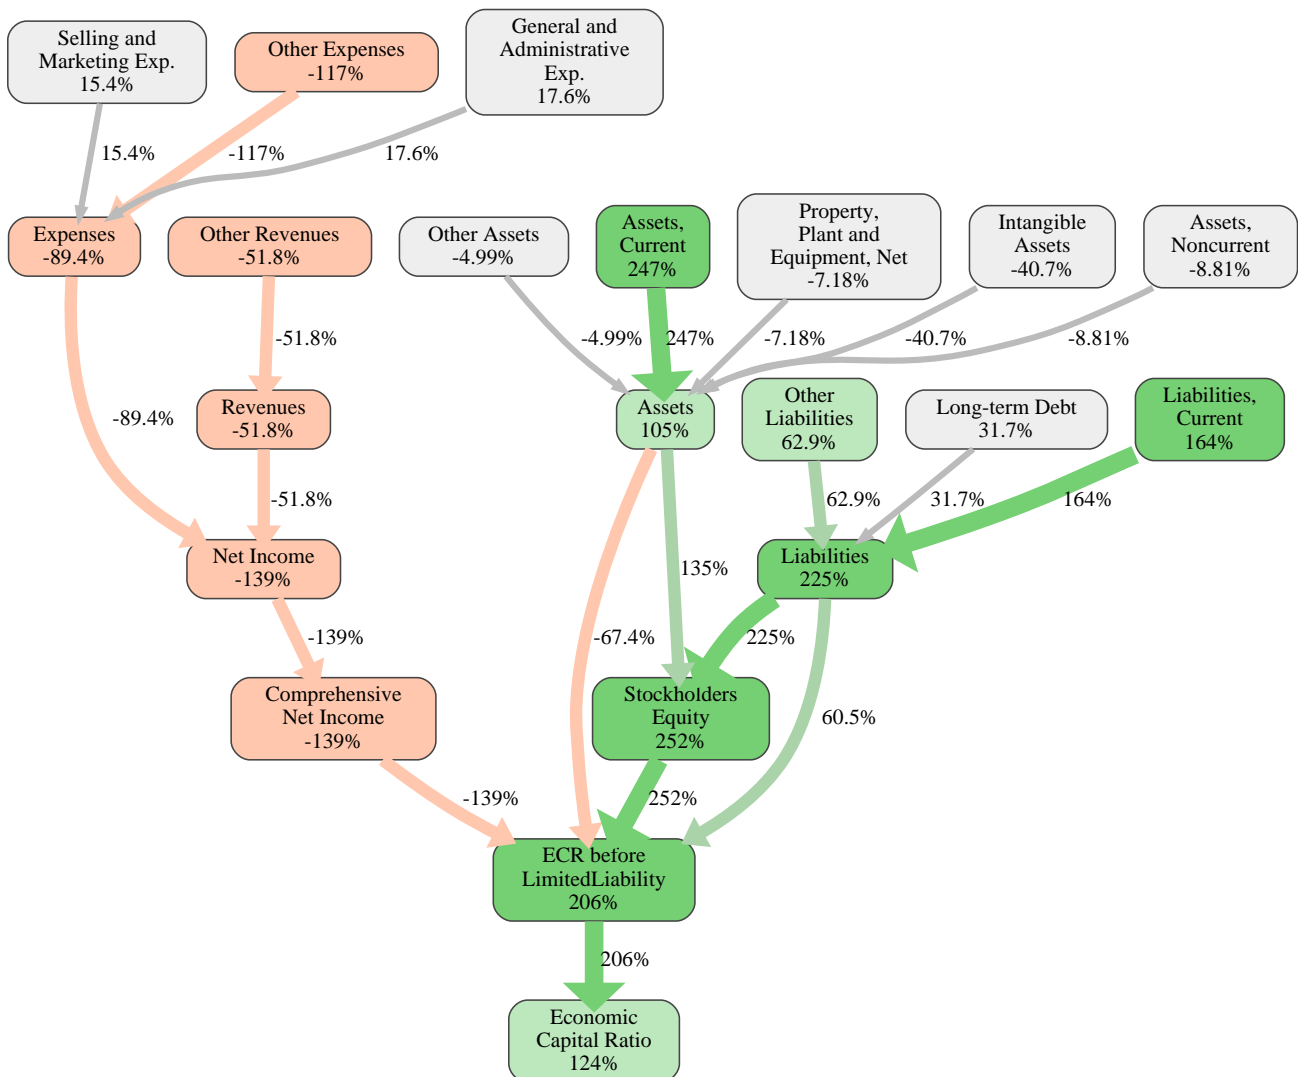 Selling and
Marketing Exp.
15.4%
Other Expenses
-117%
General and
Administrative
Exp.
17.6%
15.4%
-117%
17.6%
Expenses
-89.4%
Other Revenues
-51.8%
Other Assets
-4.99%
Assets,
Current
247%
Property,
Plant and
Equipment, Net
-7.18%
Intangible
Assets
-40.7%
Assets,
Noncurrent
-8.81%
-51.8%
-4.99%
247%
-7.18%
-40.7%
-8.81%
-89.4%
Revenues
-51.8%
Assets
105%
Other
Liabilities
62.9%
Long-term Debt
31.7%
Liabilities,
Current
164%
-51.8%
62.9%
31.7%
164%
Net Income
-139%
135%
Liabilities
225%
-139%
-67.4%
225%
Comprehensive
Net Income
-139%
Stockholders
Equity
252%
60.5%
-139%
252%
ECR before
LimitedLiability
206%
206%
Economic
Capital Ratio
124%